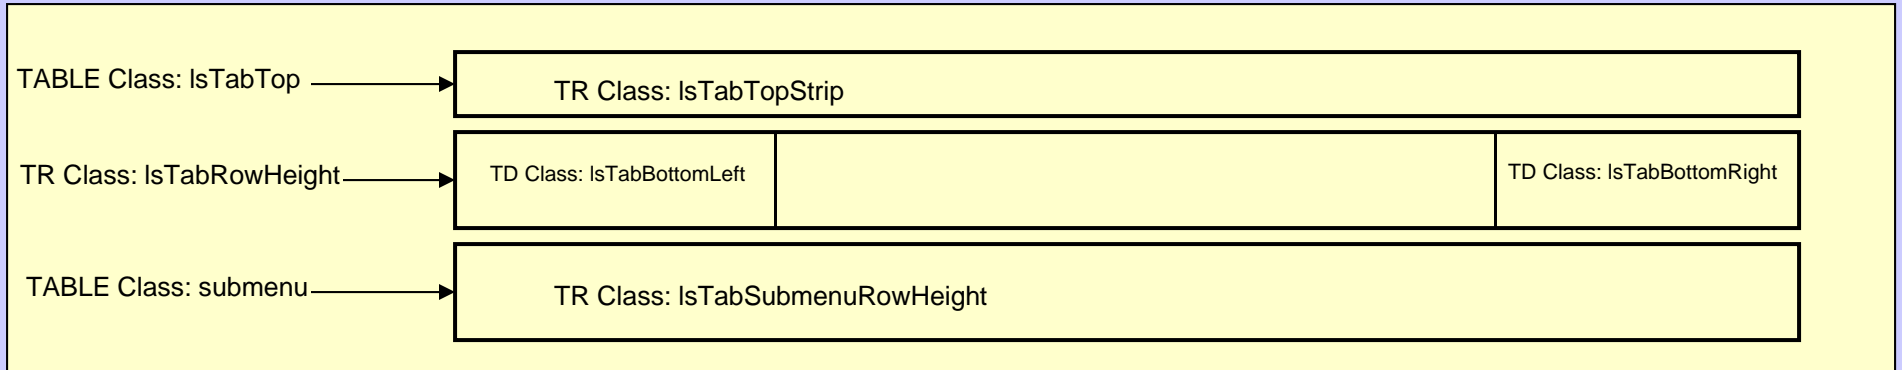 TABLE Class: lsTabTop
TR Class: lsTabTopStrip
TR Class: lsTabRowHeight
TD Class: lsTabBottomLeft
TD Class: lsTabBottomRight
TABLE Class: submenu
TR Class: lsTabSubmenuRowHeight